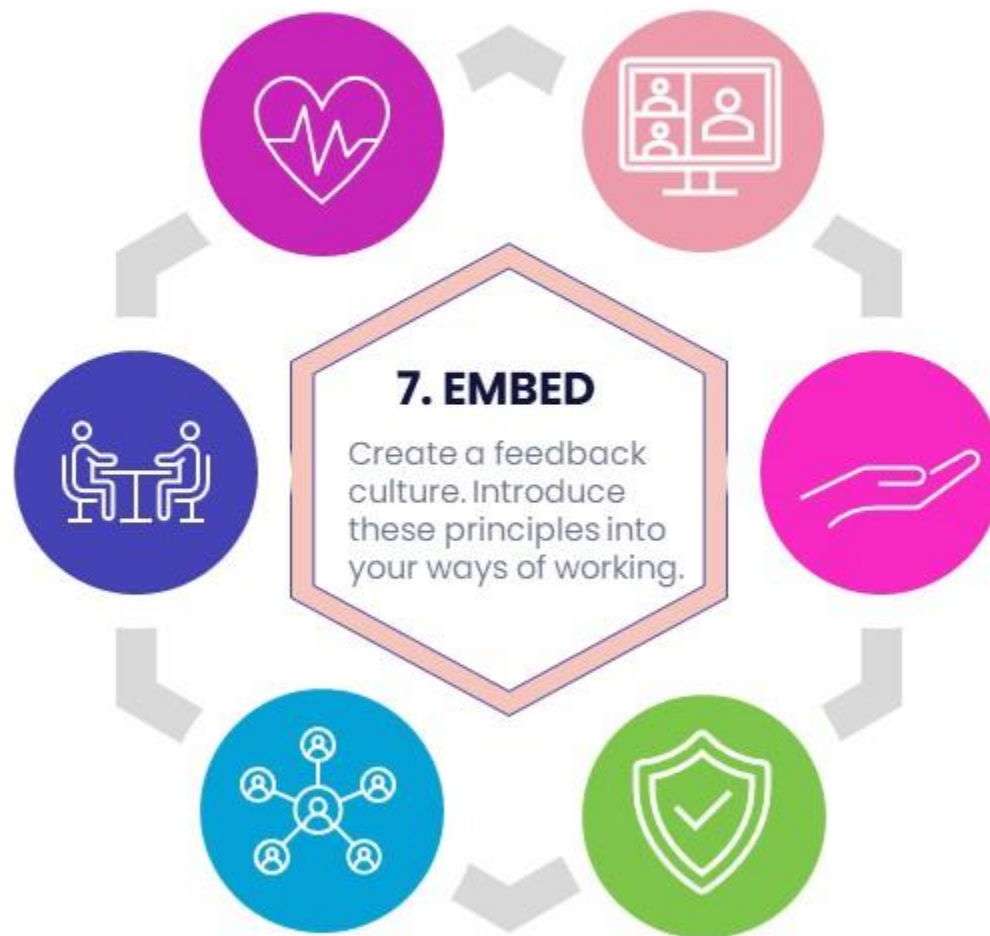 7. EMBED
Create a feedback
culture. Introduce
these principles into
your ways of working.